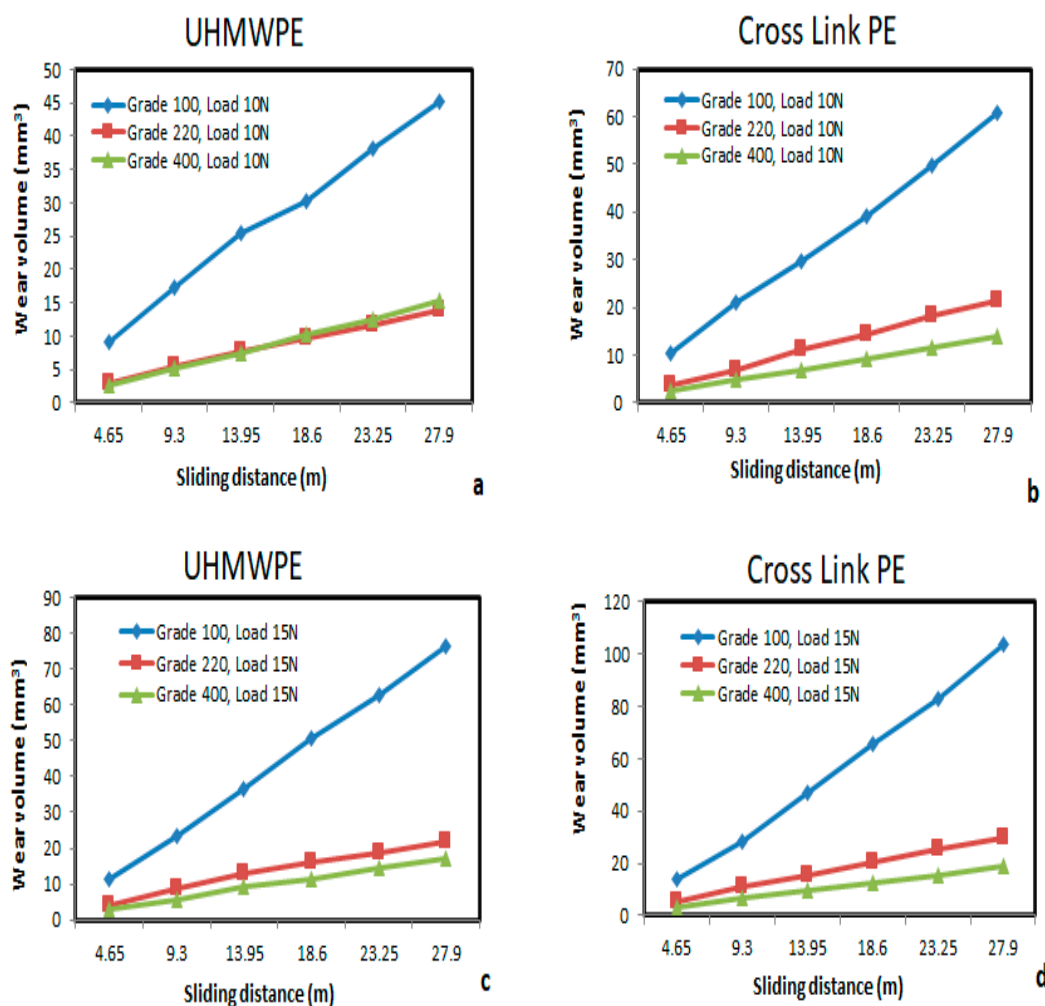 UHMWPE
Wear volume (mm³)
50
45
40
35
30
25
20
15
10
5
0
Grade 100, Load 10N
Grade 220, Load 10N
Grade 400, Load 10N
4.65 9.3 13.95 18.6 23.25 27.9
Sliding distance (m)
a
Cross Link PE
Wear volume (mm³)
70
60
50
40
30
20
10
0
Grade 100, Load 10N
Grade 220, Load 10N
Grade 400, Load 10N
4.65 9.3 13.95 18.6 23.25 27.9
Sliding distance (m)
b
UHMWPE
Wear volume (mm³)
90
80
70
60
50
40
30
20
10
0
Grade 100, Load 15N
Grade 220, Load 15N
Grade 400, Load 15N
4.65 9.3 13.95 18.6 23.25 27.9
Sliding distance (m)
c
Cross Link PE
Wear volume (mm³)
120
100
80
60
40
20
0
Grade 100, Load 15N
Grade 220, Load 15N
Grade 400, Load 15N
4.65 9.3 13.95 18.6 23.25 27.9
Sliding distance (m)
d